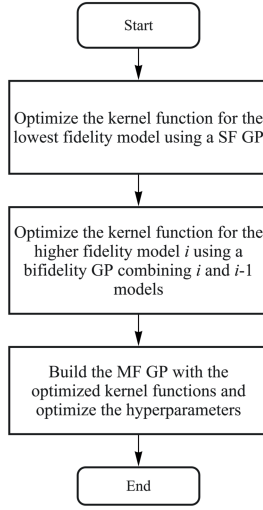 Start
Optimize the kernel function for the
lowest fidelity model using a SF GP
Optimize the kernel function for the
higher fidelity model i using a
bifidelity GP combining i and i-1
models
Build the MF GP with the
optimized kernel functions and
optimize the hyperparameters
End